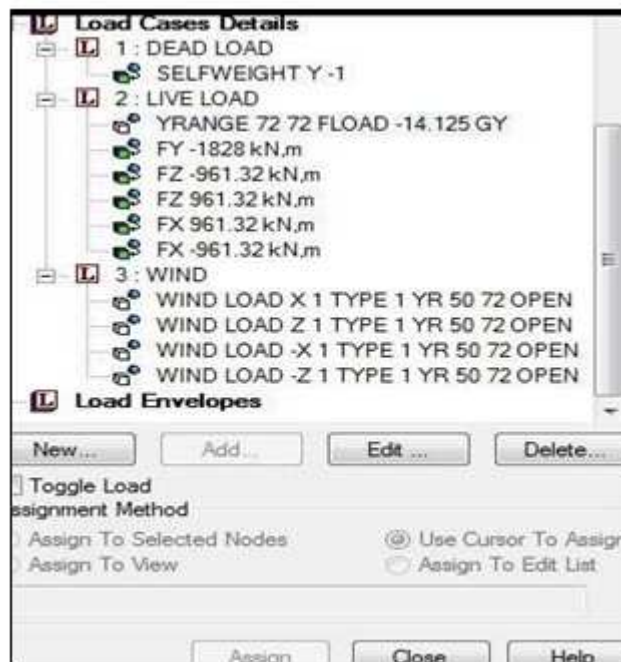 Load Cases Details
L 1 : DEAD LOAD
SELFWEIGHT Y -1
L 2 : LIVE LOAD
YRANGE 72 72 FLOAD -14.125 GY
FY -1828 kN,m
FZ -961.32 kN,m
FZ 961.32 kN,m
FX 961.32 kN,m
FX -961.32 kN,m
L 3 : WIND
WIND LOAD X 1 TYPE 1 YR 50 72 OPEN
WIND LOAD Z 1 TYPE 1 YR 50 72 OPEN
WIND LOAD -X 1 TYPE 1 YR 50 72 OPEN
WIND LOAD -Z 1 TYPE 1 YR 50 72 OPEN
L Load Envelopes
New... Add... Edit ... Delete...
Toggle Load
ssignment Method
Assign To Selected Nodes Use Cursor To Assign
Assign To View Assign To Edit List
Assign Close Help